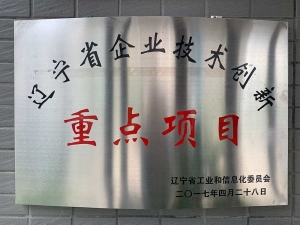 辽宁省企业技术创新
重点项目
辽宁省工业和信息化委员会
二〇一七年四月二十八日